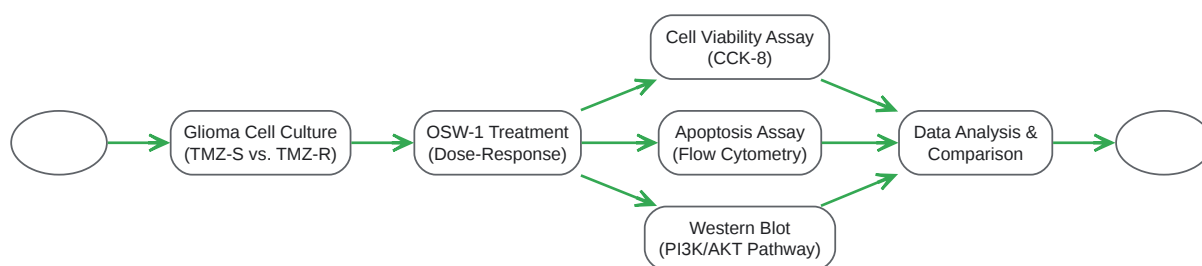 Glioma Cell Culture
(TMZ-S vs. TMZ-R)
OSW-1 Treatment
(Dose-Response)
Cell Viability Assay
(CCK-8)
Apoptosis Assay
(Flow Cytometry)
Western Blot
(PI3K/AKT Pathway)
Data Analysis &
Comparison